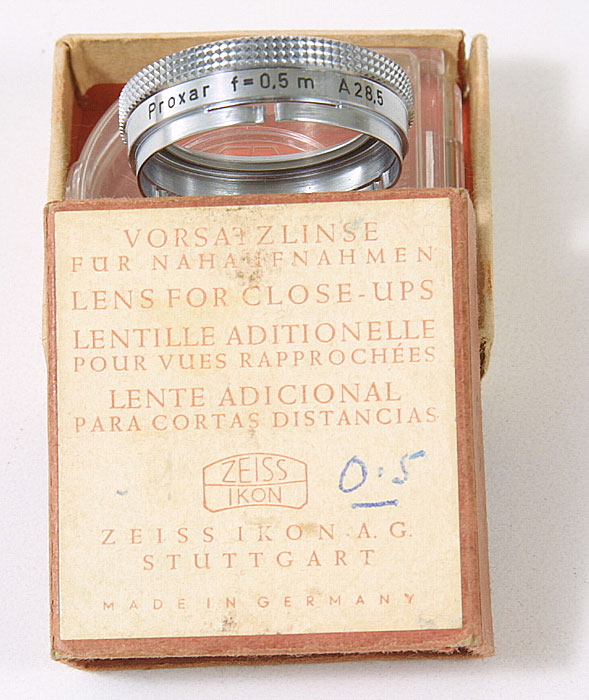 Proxar f=0,5m A28,5
VORSATZLINSE
FÜR NAHAUFNAHMEN
LENS FOR CLOSE-UPS
LENTILLE ADITIONELLE
POUR VUES RAPPROCHÉES
LENTE ADICIONAL
PARA CORTAS DISTANCIAS
ZEISS
IKON
0.5
ZEISS IKON A.G.
STUTTGART
MADE IN GERMANY